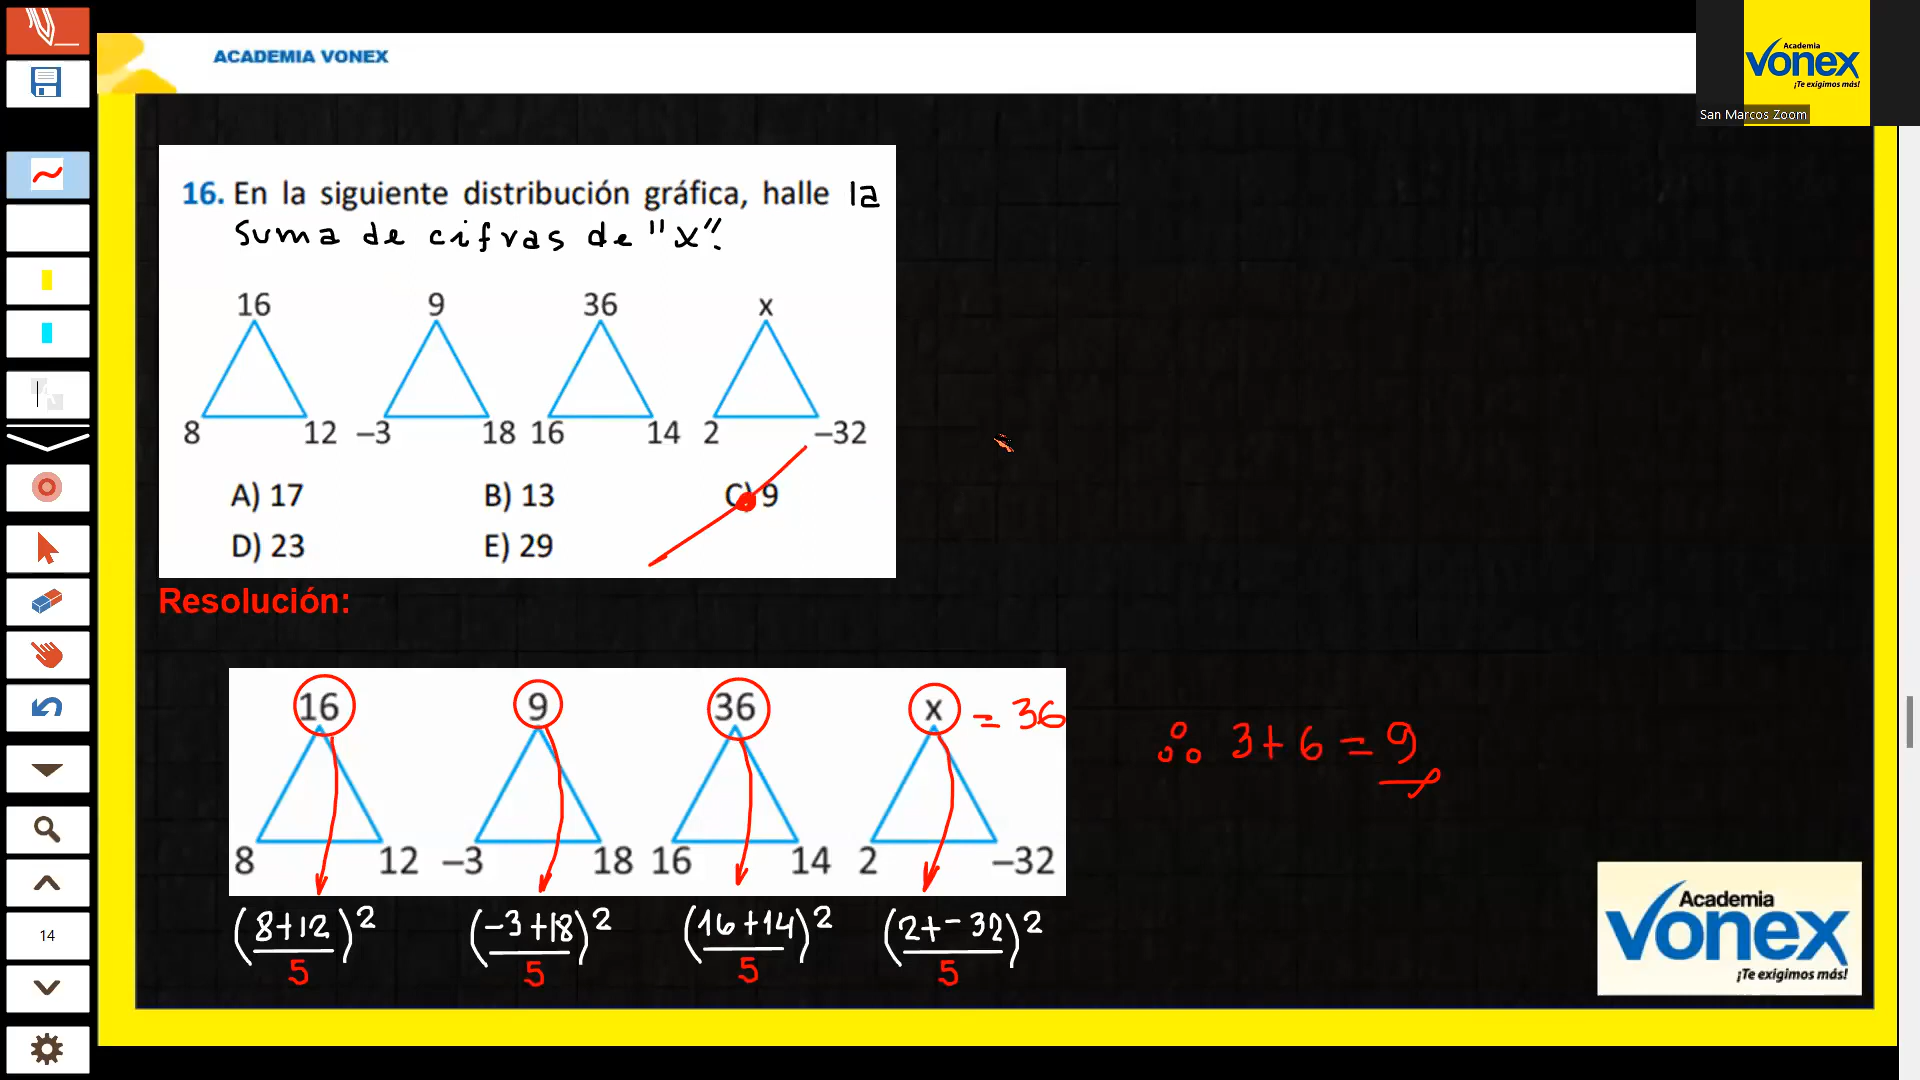 ACADEMIA VONEX
Academia
vonex
¡Te exigimos más!
San Marcos Zoom
16. En la siguiente distribución gráfica, halle la
suma de cifras de "x".
16 9 36 x
8 12 –3 18 16 14 2 –32
A) 17 B) 13 C) 9
D) 23 E) 29
Resolución:
16 9 36 x = 36
8 12 –3 18 16 14 2 –32
(8+12)² (-3+18)² (16+14)² (2+-32)²
5 5 5 5
∴ 3+6 = 9
Academia
vonex
¡Te exigimos más!
14